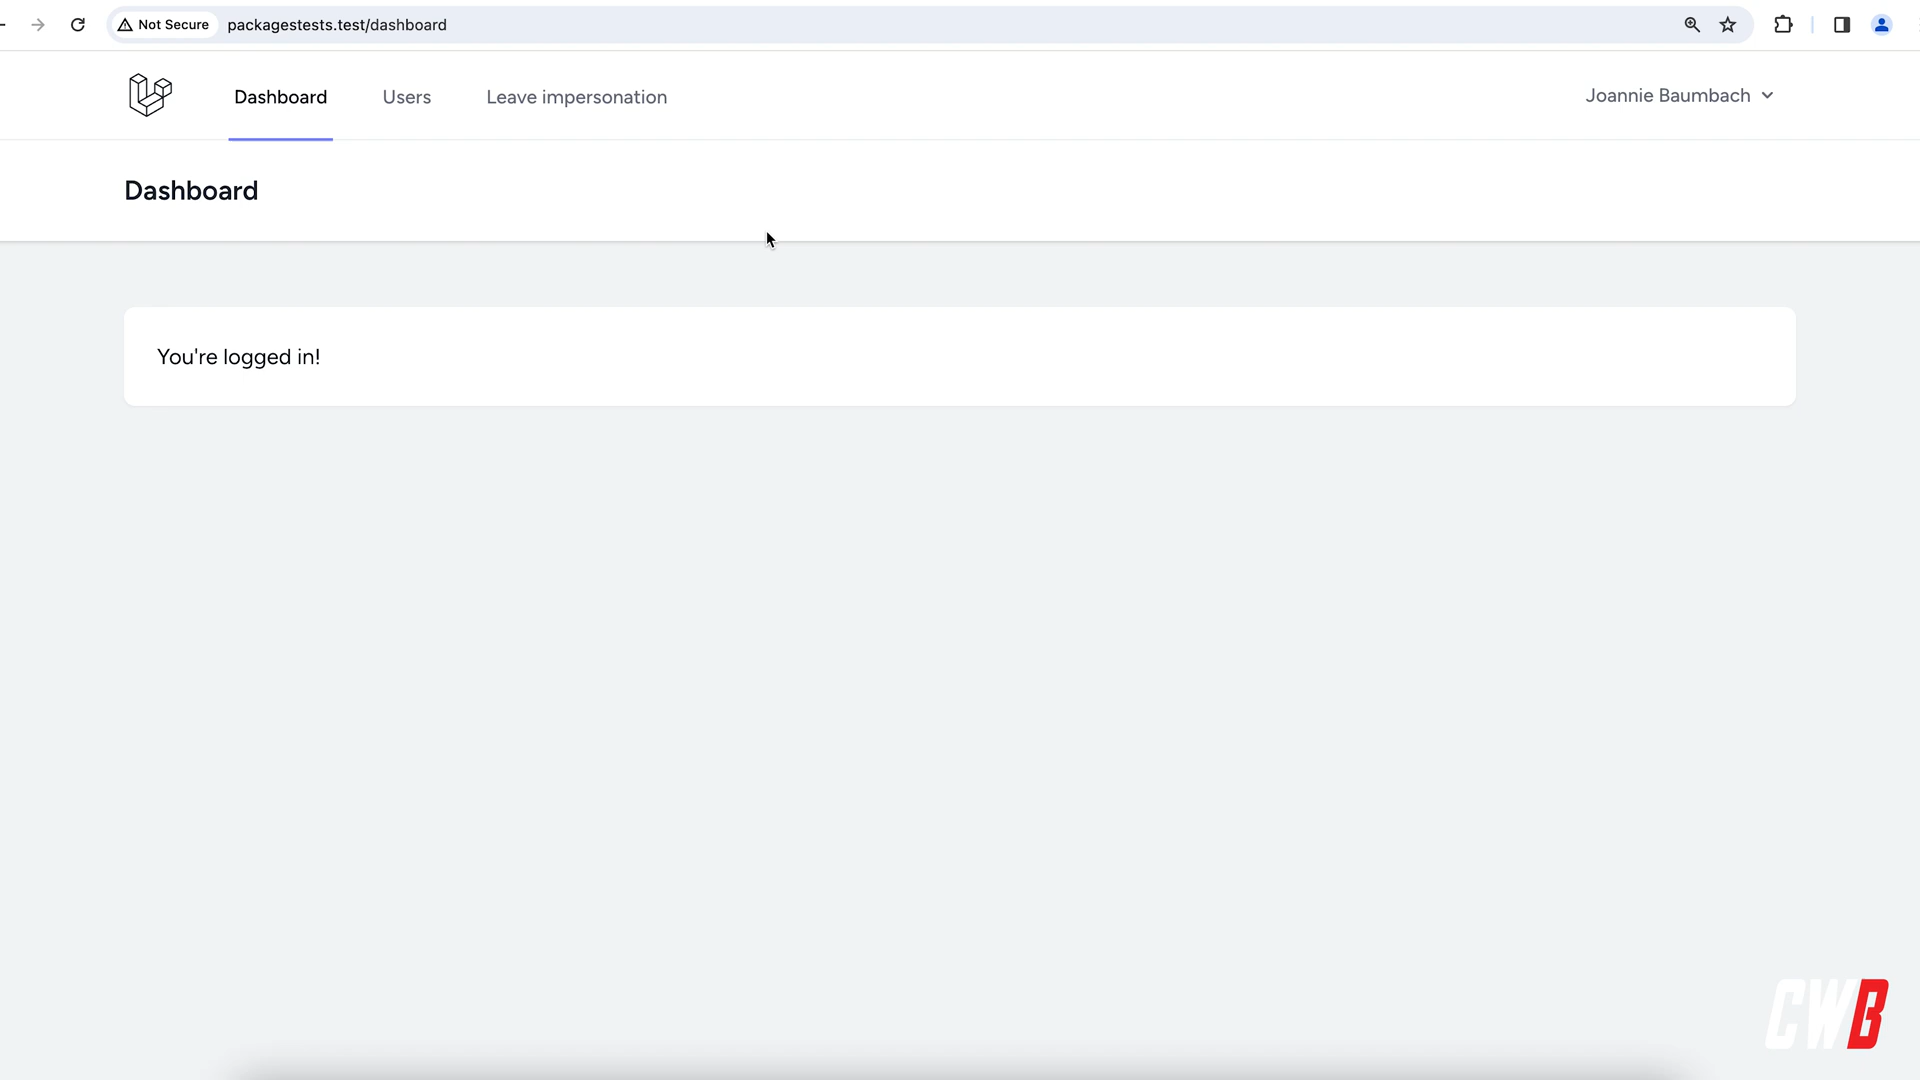 Not Secure packagestests.test/dashboard
Dashboard Users Leave impersonation Joannie Baumbach
Dashboard
You're logged in!
CWB